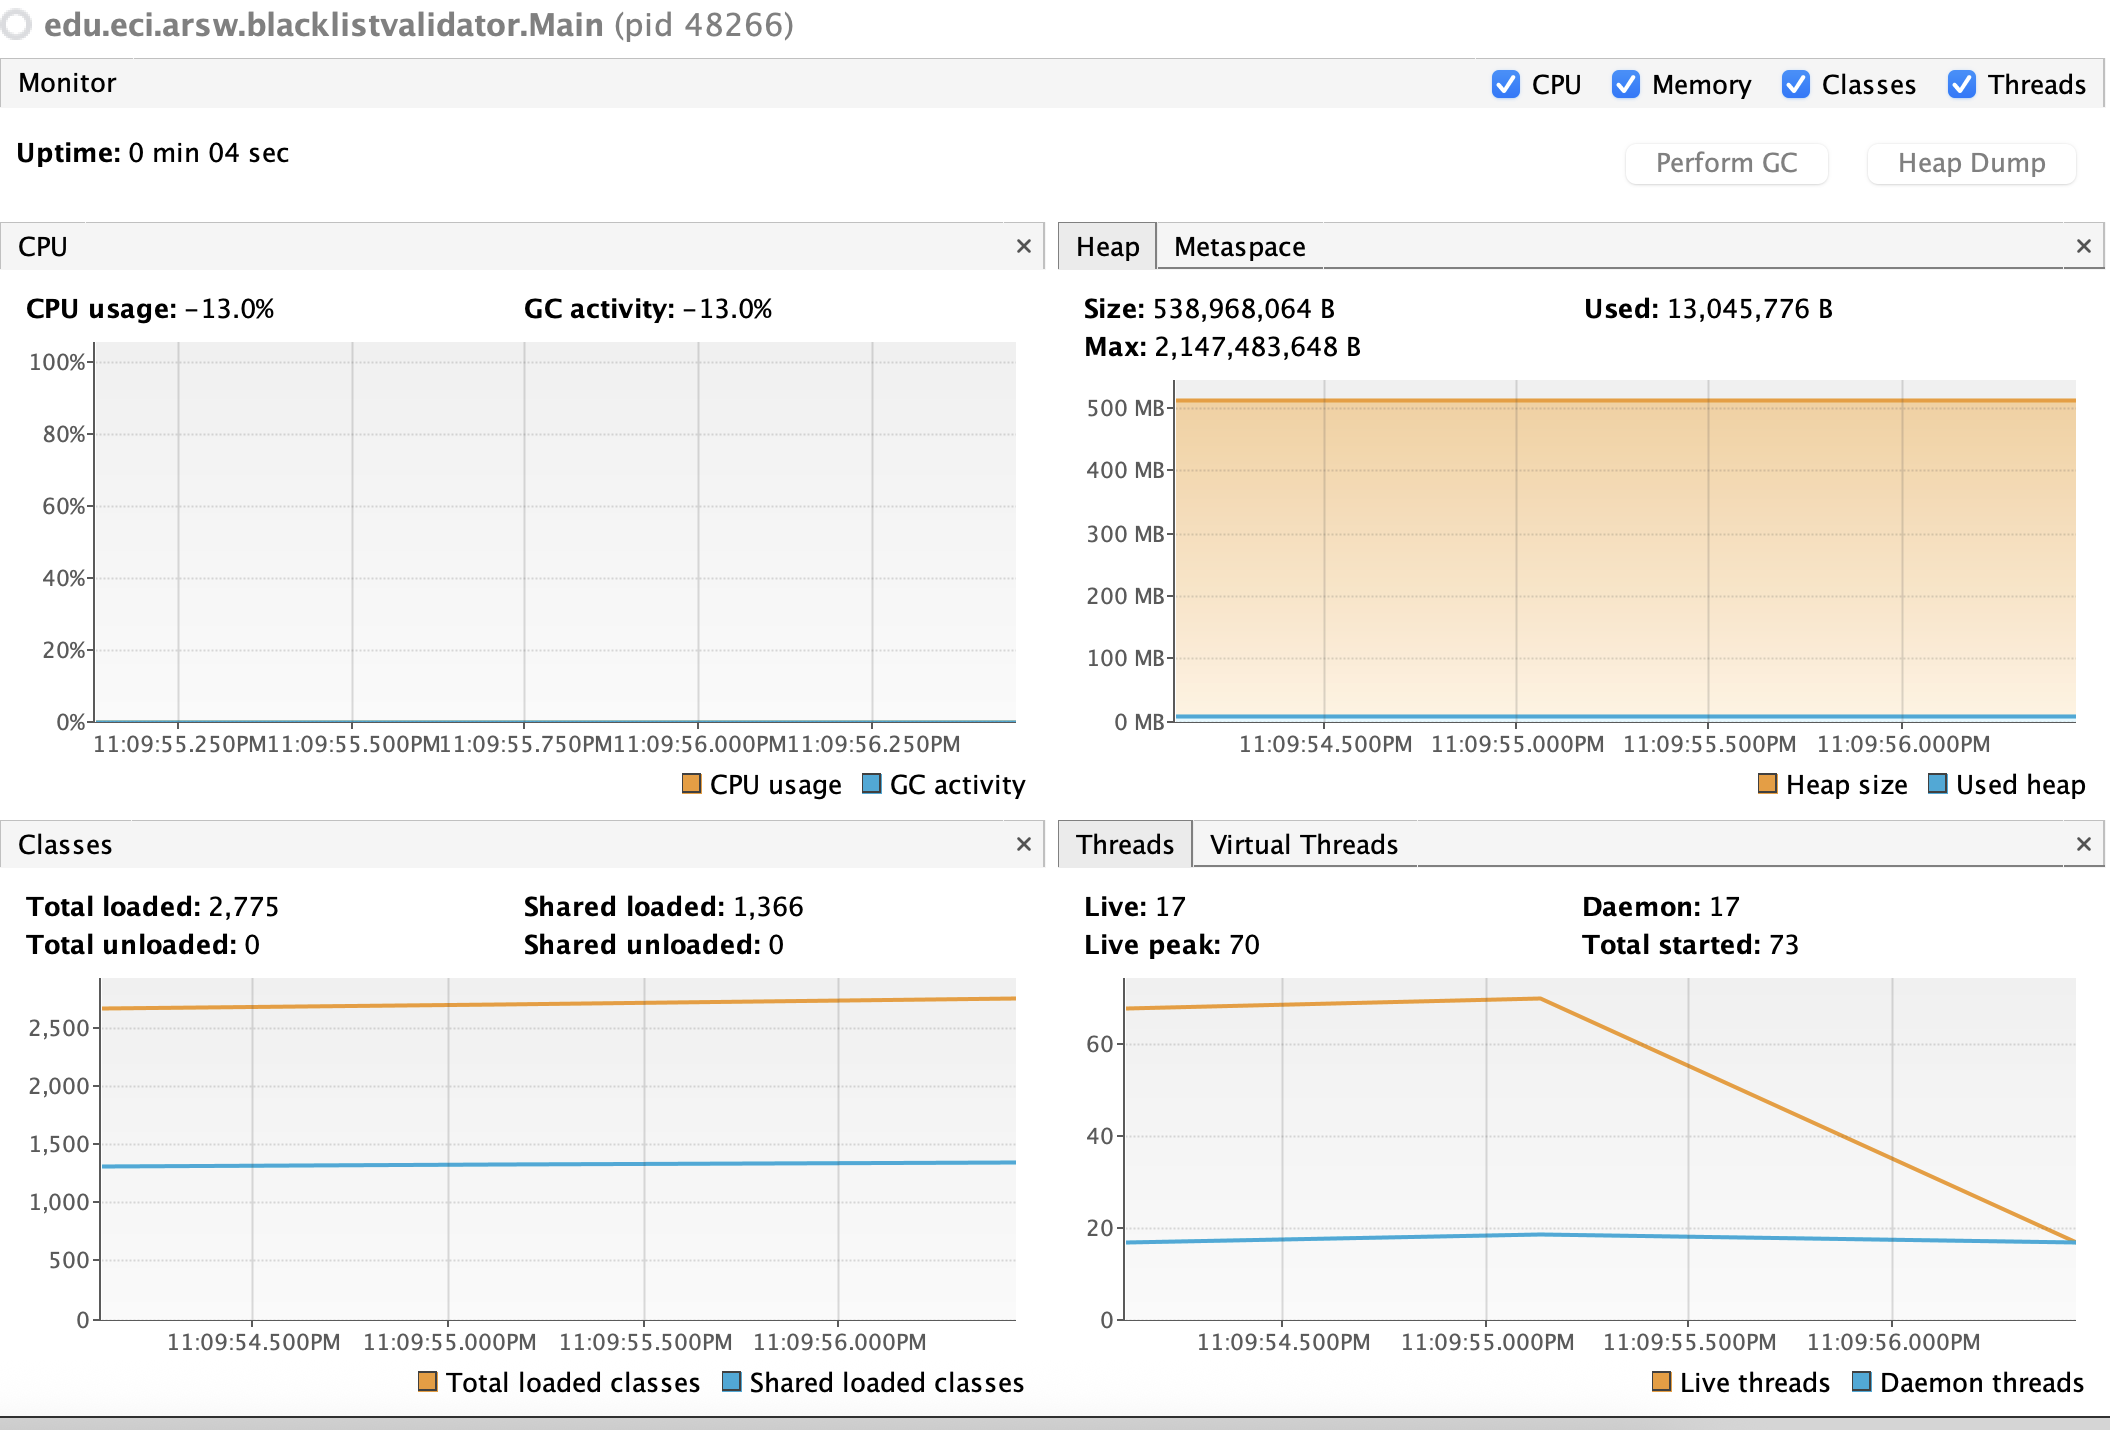 edu.eci.arsw.blacklistvalidator.Main (pid 48266)
Monitor
CPU Memory Classes Threads
Uptime: 0 min 04 sec
Perform GC Heap Dump
CPU
CPU usage: -13.0% GC activity: -13.0%
100%
80%
60%
40%
20%
0%
11:09:55.250PM 11:09:55.500PM 11:09:55.750PM 11:09:56.000PM 11:09:56.250PM
CPU usage GC activity
Heap Metaspace
Size: 538,968,064 B Used: 13,045,776 B
Max: 2,147,483,648 B
500 MB
400 MB
300 MB
200 MB
100 MB
0 MB
11:09:54.500PM 11:09:55.000PM 11:09:55.500PM 11:09:56.000PM
Heap size Used heap
Classes
Total loaded: 2,775 Shared loaded: 1,366
Total unloaded: 0 Shared unloaded: 0
2,500
2,000
1,500
1,000
500
0
11:09:54.500PM 11:09:55.000PM 11:09:55.500PM 11:09:56.000PM
Total loaded classes Shared loaded classes
Threads Virtual Threads
Live: 17 Daemon: 17
Live peak: 70 Total started: 73
60
40
20
0
11:09:54.500PM 11:09:55.000PM 11:09:55.500PM 11:09:56.000PM
Live threads Daemon threads